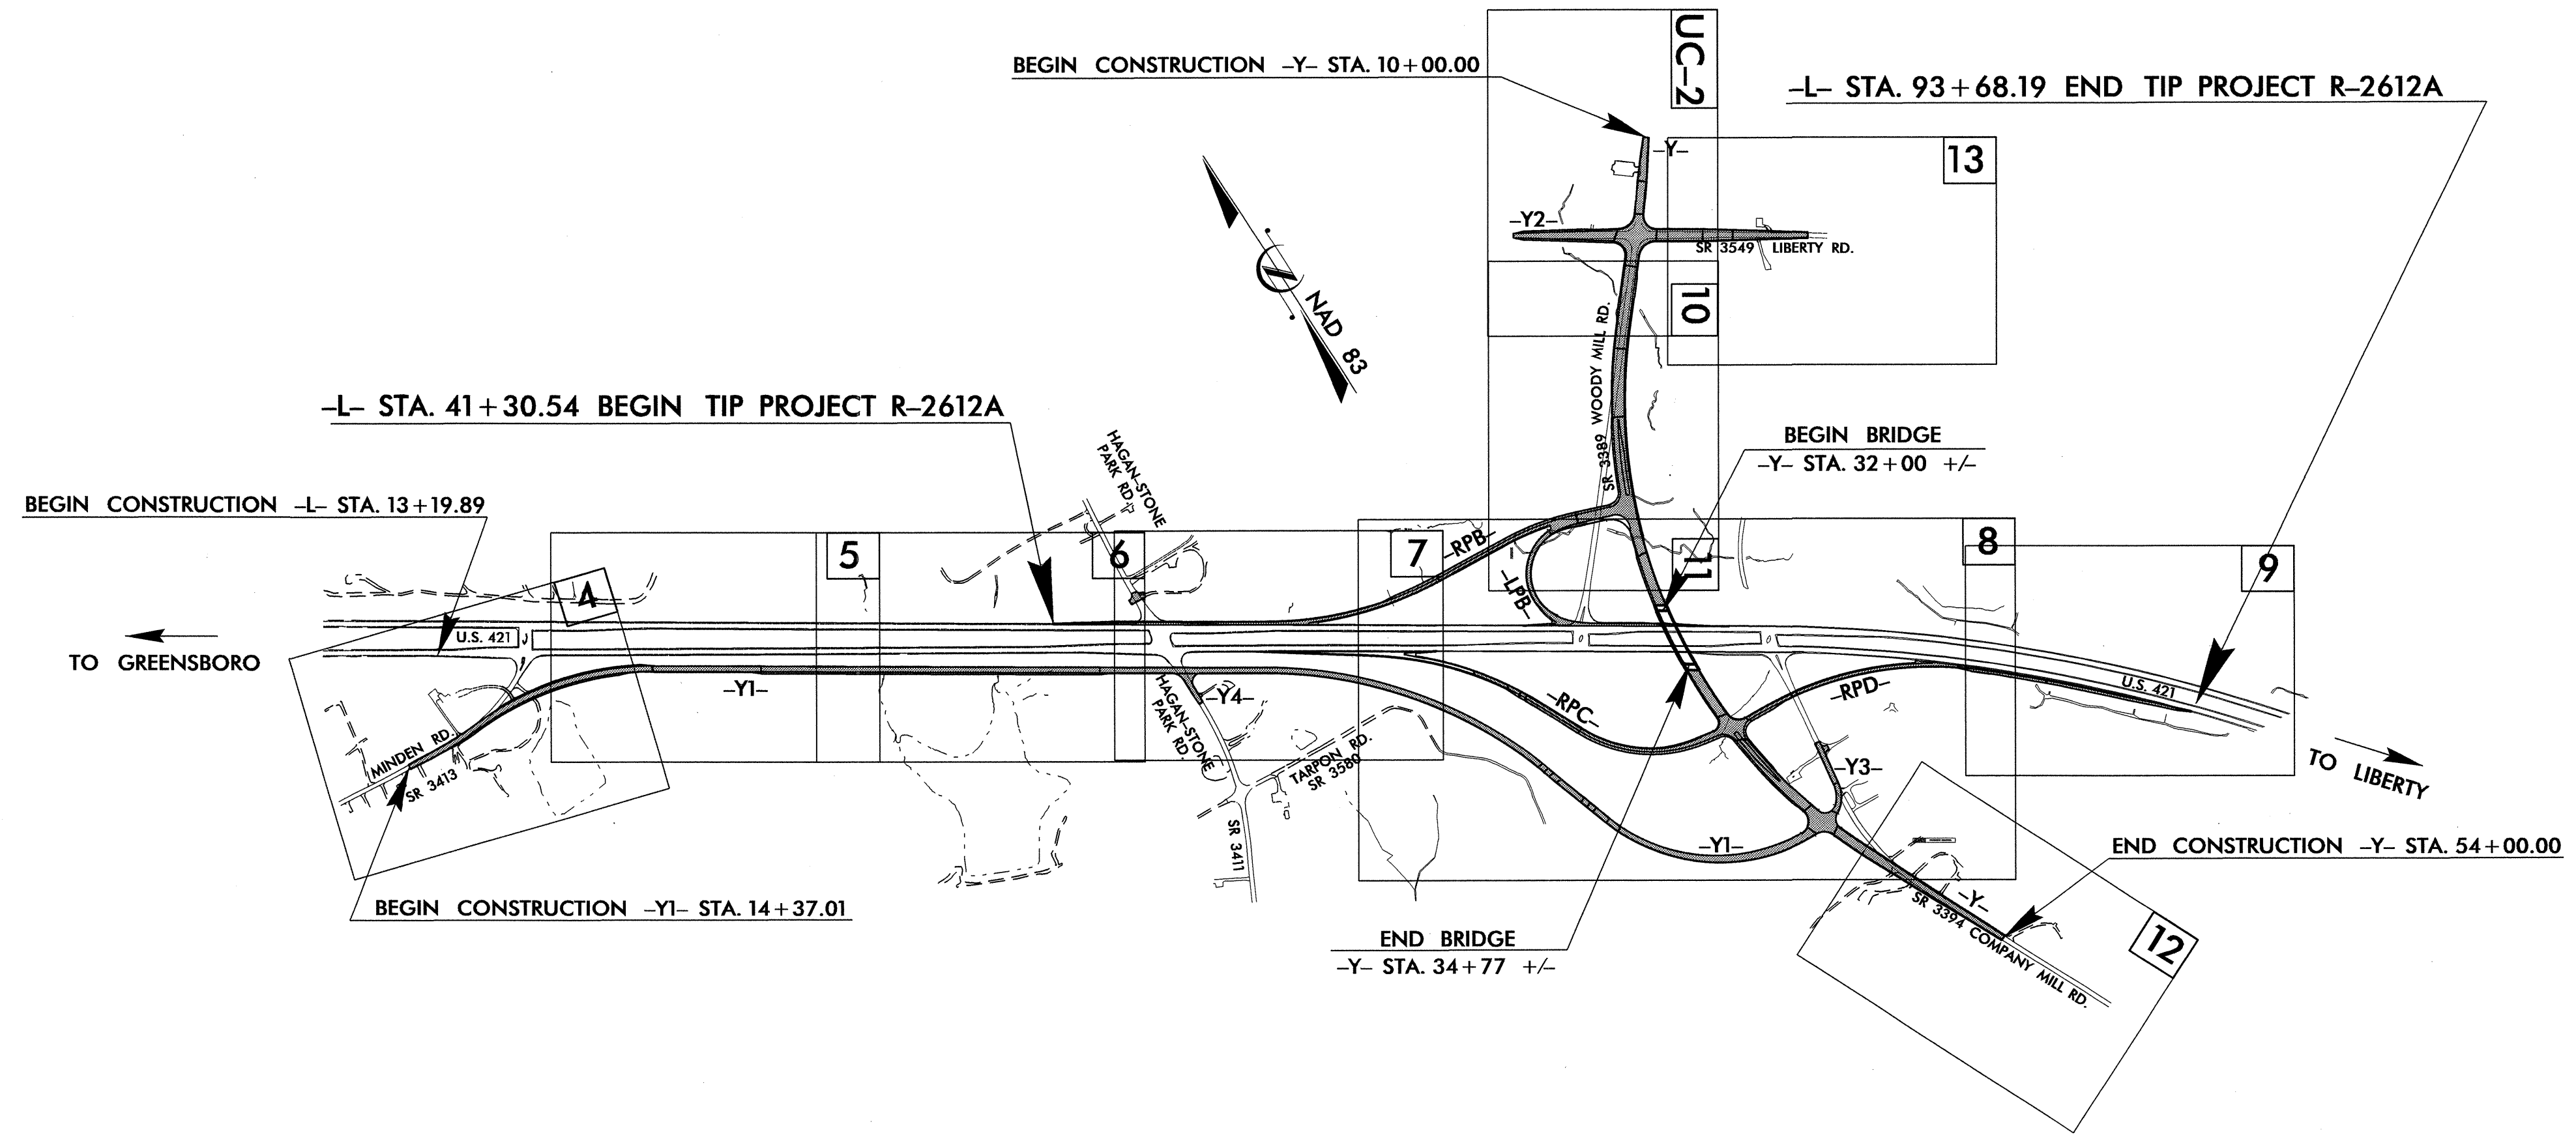 UC–2
BEGIN CONSTRUCTION –Y– STA. 10+00.00
–L– STA. 93+68.19 END TIP PROJECT R–2612A
–Y–
13
–Y2–
SR 3549 LIBERTY RD.
10
NAD 83
SR 3389 WOODY MILL RD.
–L– STA. 41+30.54 BEGIN TIP PROJECT R–2612A
BEGIN BRIDGE
–Y– STA. 32+00 +/–
HAGAN–STONE
PARK RD.
BEGIN CONSTRUCTION –L– STA. 13+19.89
4
5
6
7
–RPB–
–LPB–
11
8
9
U.S. 421
TO GREENSBORO
–Y1–
–Y4–
HAGAN–STONE
PARK RD.
–RPC–
–RPD–
U.S. 421
TO LIBERTY
MINDEN RD.
SR 3413
TARPON RD.
SR 3580
–Y3–
SR 3411
–Y1–
END CONSTRUCTION –Y– STA. 54+00.00
BEGIN CONSTRUCTION –Y1– STA. 14+37.01
–Y–
SR 3394 COMPANY MILL RD.
12
END BRIDGE
–Y– STA. 34+77 +/–